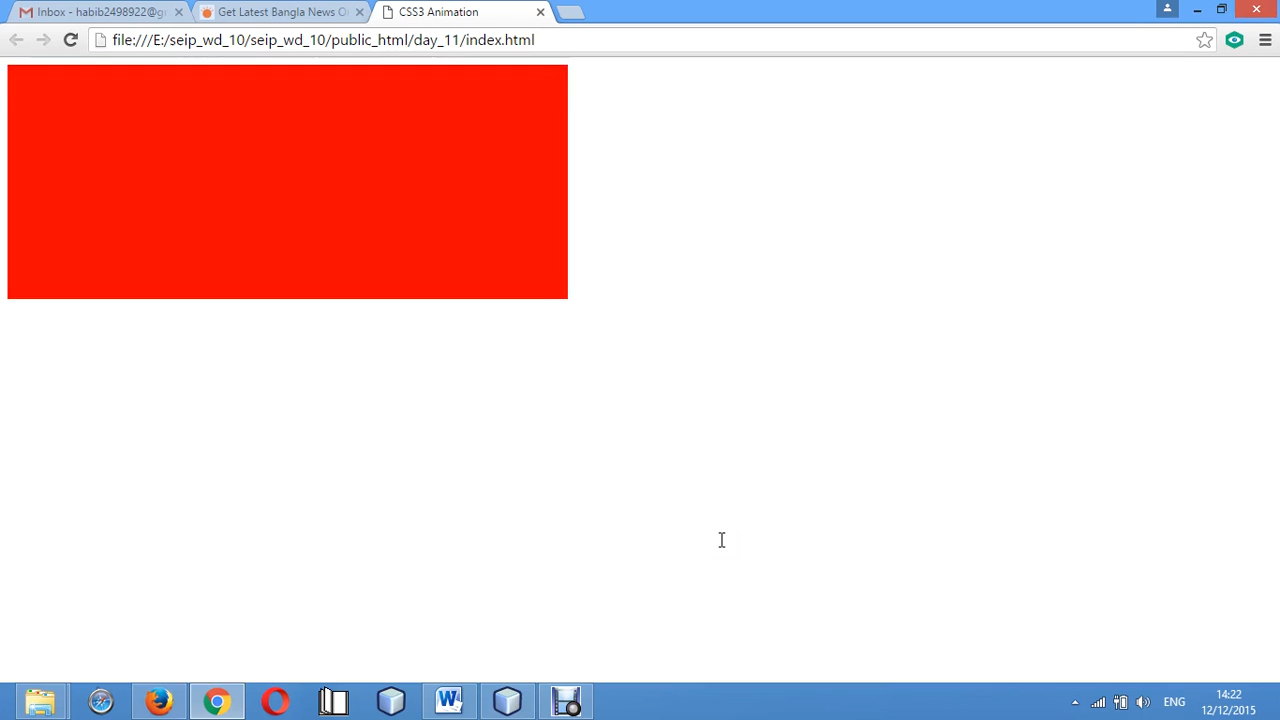 Inbox - habib2498922@g
Get Latest Bangla News O
CSS3 Animation
file:///E:/seip_wd_10/seip_wd_10/public_html/day_11/index.html
ENG
14:22
12/12/2015